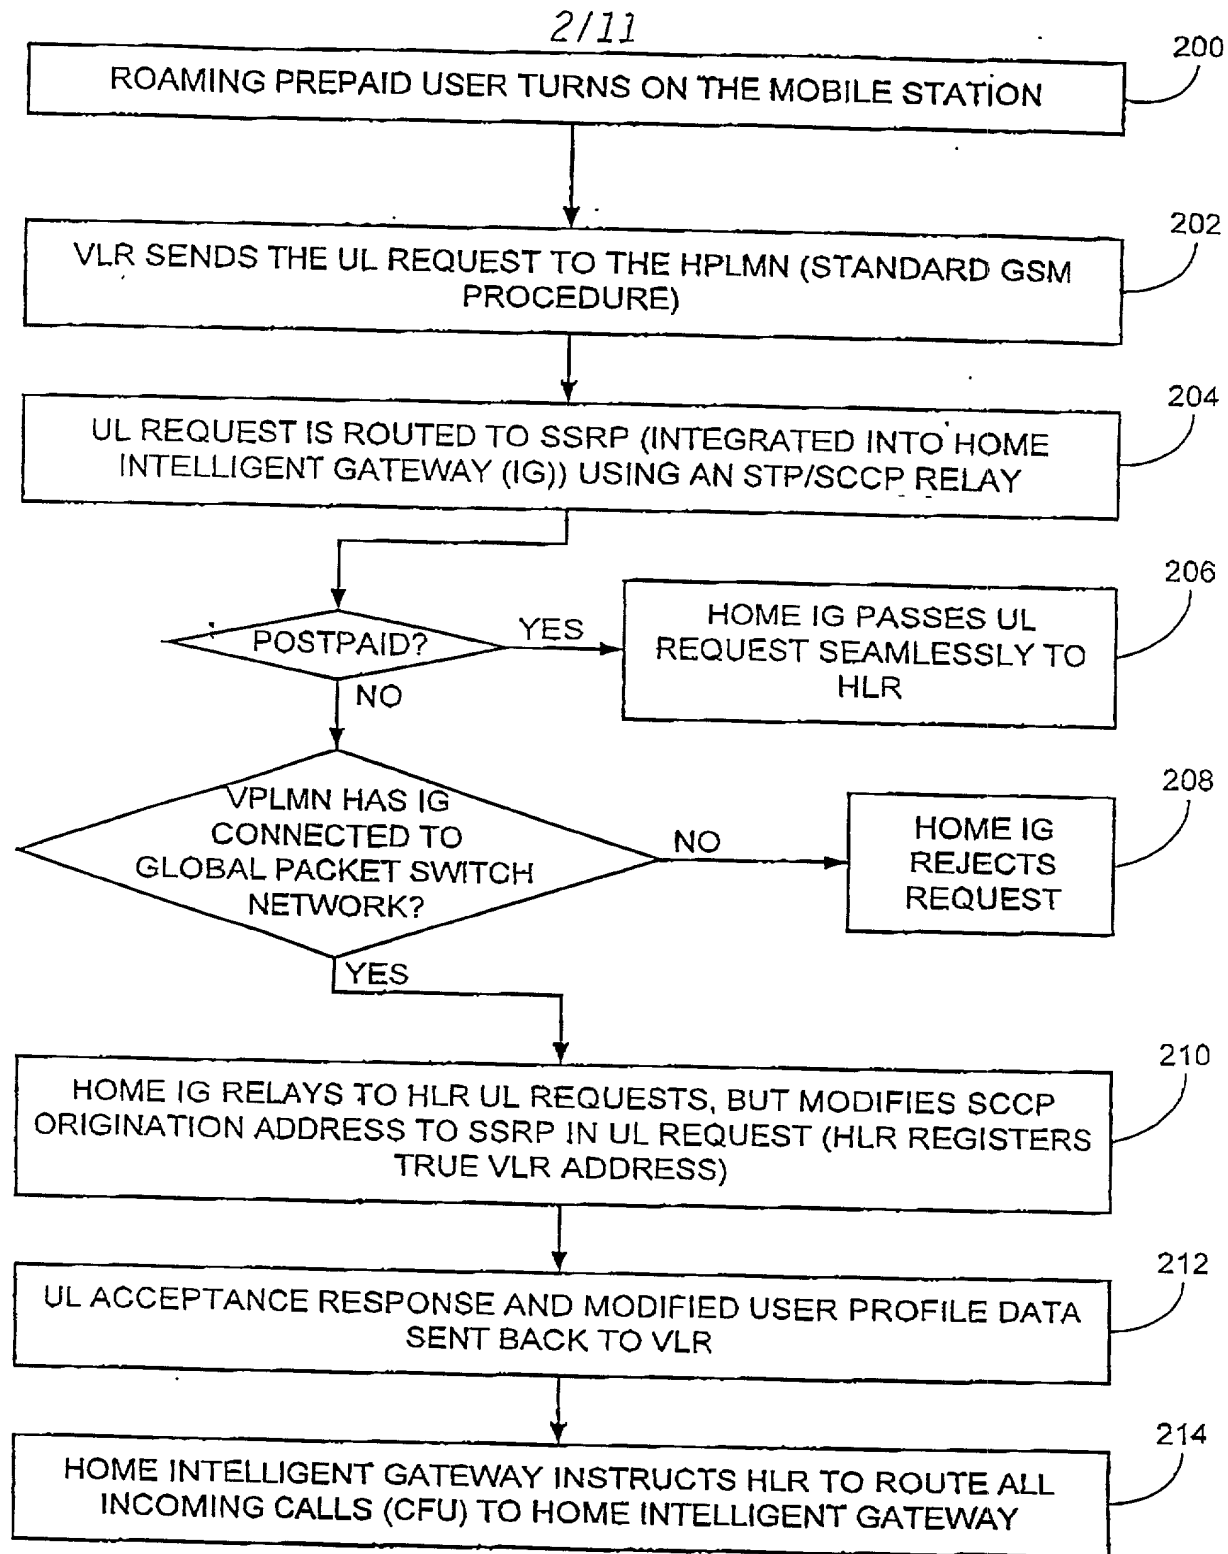 2/11
200
ROAMING PREPAID USER TURNS ON THE MOBILE STATION
202
VLR SENDS THE UL REQUEST TO THE HPLMN (STANDARD GSM
PROCEDURE)
204
UL REQUEST IS ROUTED TO SSRP (INTEGRATED INTO HOME
INTELLIGENT GATEWAY (IG)) USING AN STP/SCCP RELAY
206
POSTPAID?
YES
HOME IG PASSES UL
REQUEST SEAMLESSLY TO
HLR
NO
208
VPLMN HAS IG
CONNECTED TO
GLOBAL PACKET SWITCH
NETWORK?
NO
HOME IG
REJECTS
REQUEST
YES
210
HOME IG RELAYS TO HLR UL REQUESTS, BUT MODIFIES SCCP
ORIGINATION ADDRESS TO SSRP IN UL REQUEST (HLR REGISTERS
TRUE VLR ADDRESS)
212
UL ACCEPTANCE RESPONSE AND MODIFIED USER PROFILE DATA
SENT BACK TO VLR
214
HOME INTELLIGENT GATEWAY INSTRUCTS HLR TO ROUTE ALL
INCOMING CALLS (CFU) TO HOME INTELLIGENT GATEWAY